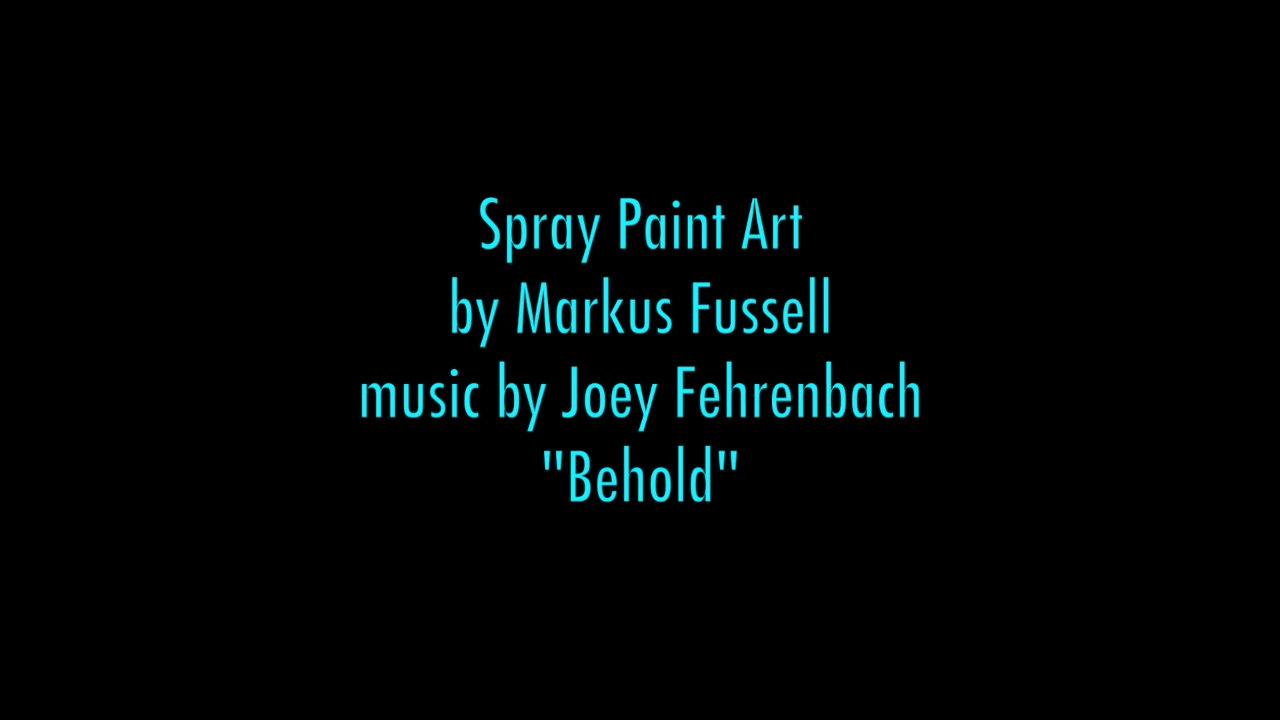 Spray Paint Art
by Markus Fussell
music by Joey Fehrenbach
"Behold"